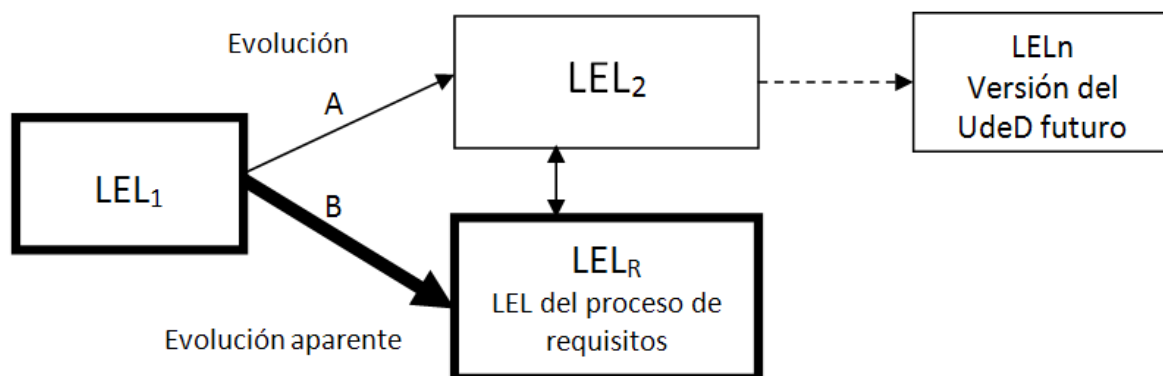 Evolución
A
LEL₁
B
Evolución aparente
LEL₂
LELn
Versión del
UdeD futuro
LELR
LEL del proceso de
requisitos